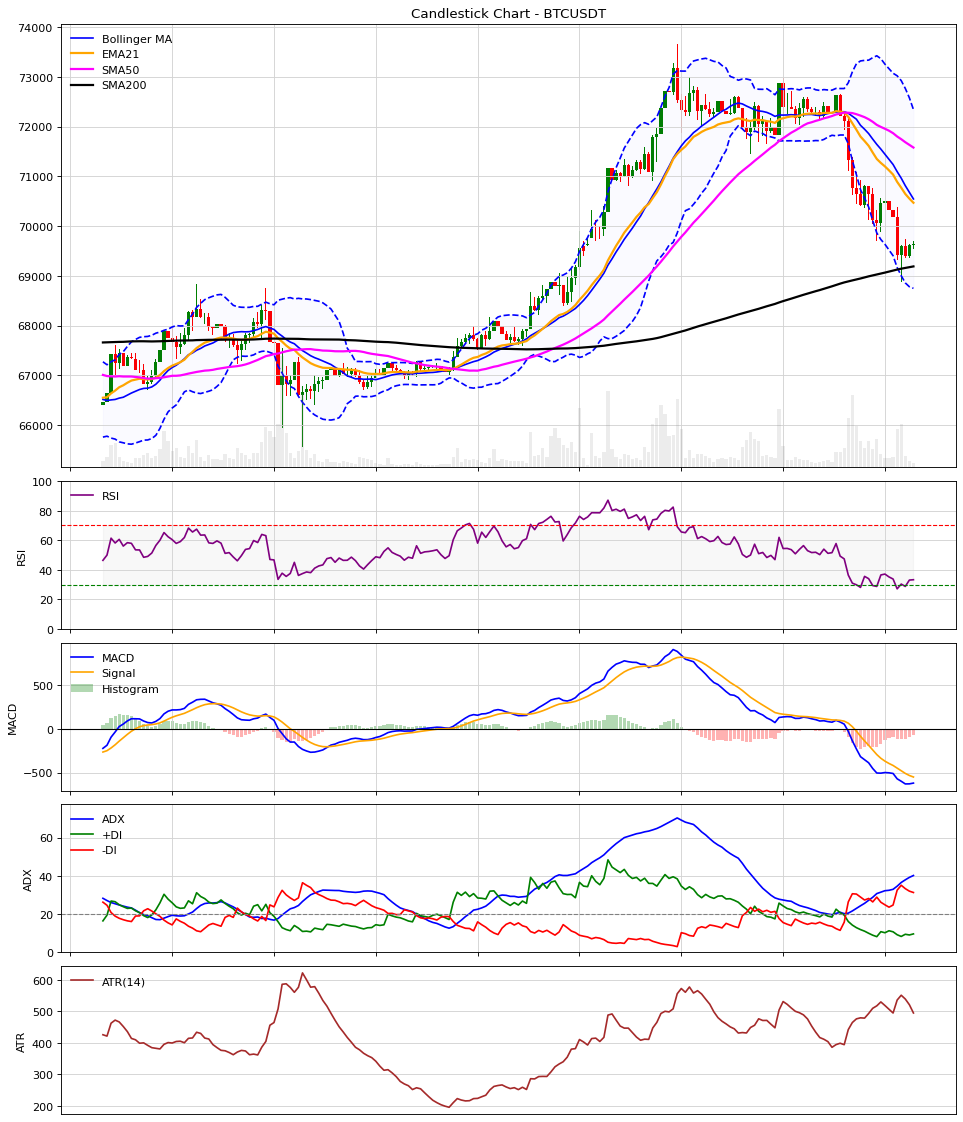 Candlestick Chart - BTCUSDT
74000
73000
72000
71000
70000
69000
68000
67000
66000
Bollinger MA
EMA21
SMA50
SMA200
100
80
60
40
20
0
RSI
RSI
500
0
−500
MACD
MACD
Signal
Histogram
60
40
20
0
ADX
ADX
+DI
-DI
600
500
400
300
200
ATR
ATR(14)